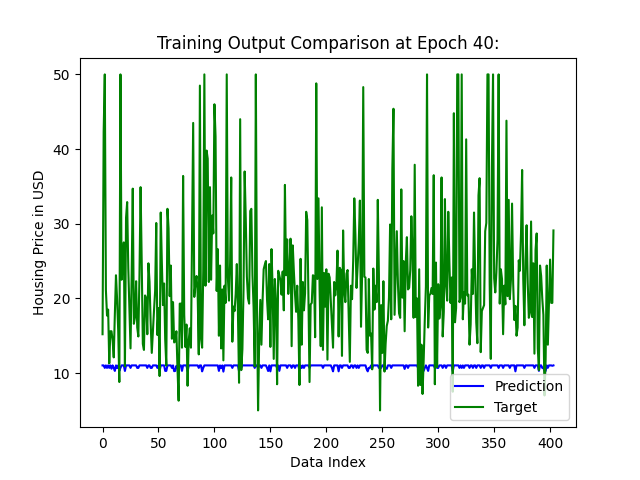 Training Output Comparison at Epoch 40:
50
40
30
20
10
Housing Price in USD
Prediction
Target
0 50 100 150 200 250 300 350 400
Data Index